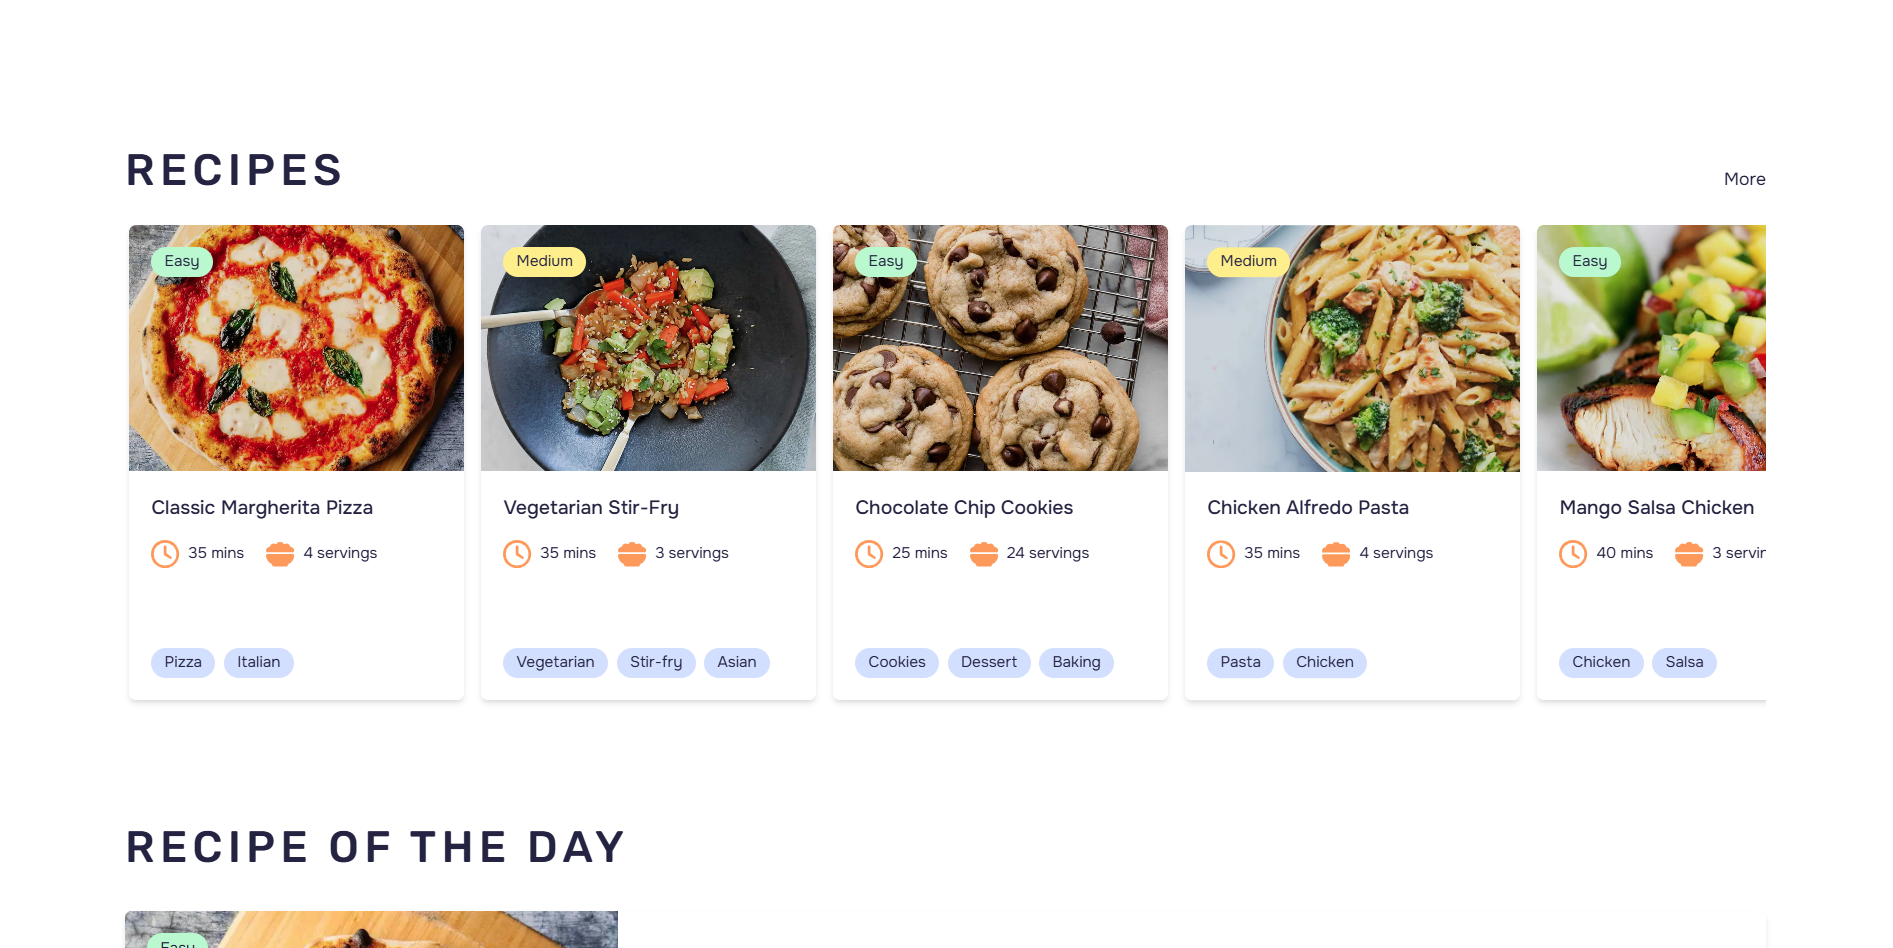 RECIPES
More
Easy
Medium
Easy
Medium
Easy
Classic Margherita Pizza
Vegetarian Stir-Fry
Chocolate Chip Cookies
Chicken Alfredo Pasta
Mango Salsa Chicken
35 mins 4 servings
35 mins 3 servings
25 mins 24 servings
35 mins 4 servings
40 mins 3 servin
Pizza Italian
Vegetarian Stir-fry Asian
Cookies Dessert Baking
Pasta Chicken
Chicken Salsa
RECIPE OF THE DAY
Easy